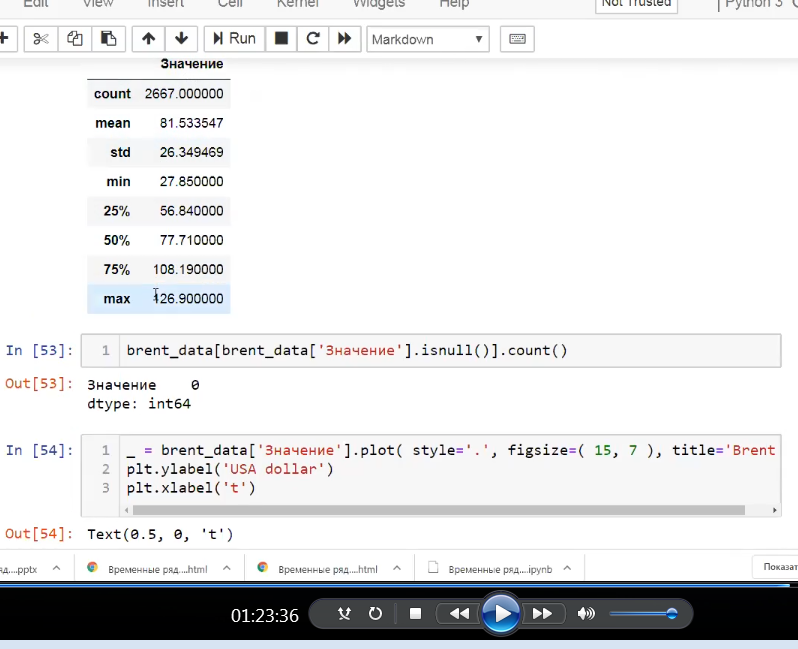 Edit View Insert Cell Kernel Widgets Help Not Trusted Python 3
Run Markdown
Значение
count 2667.000000
mean 81.533547
std 26.349469
min 27.850000
25% 56.840000
50% 77.710000
75% 108.190000
max 126.900000
In [53]: 1 brent_data[brent_data['Значение'].isnull()].count()
Out[53]: Значение 0
dtype: int64
In [54]: 1 _ = brent_data['Значение'].plot( style='.', figsize=( 15, 7 ), title='Brent
2 plt.ylabel('USA dollar')
3 plt.xlabel('t')
Out[54]: Text(0.5, 0, 't')
яд....pptx Временные ряд....html Временные ряд....html Временные ряд....ipynb Показат
01:23:36